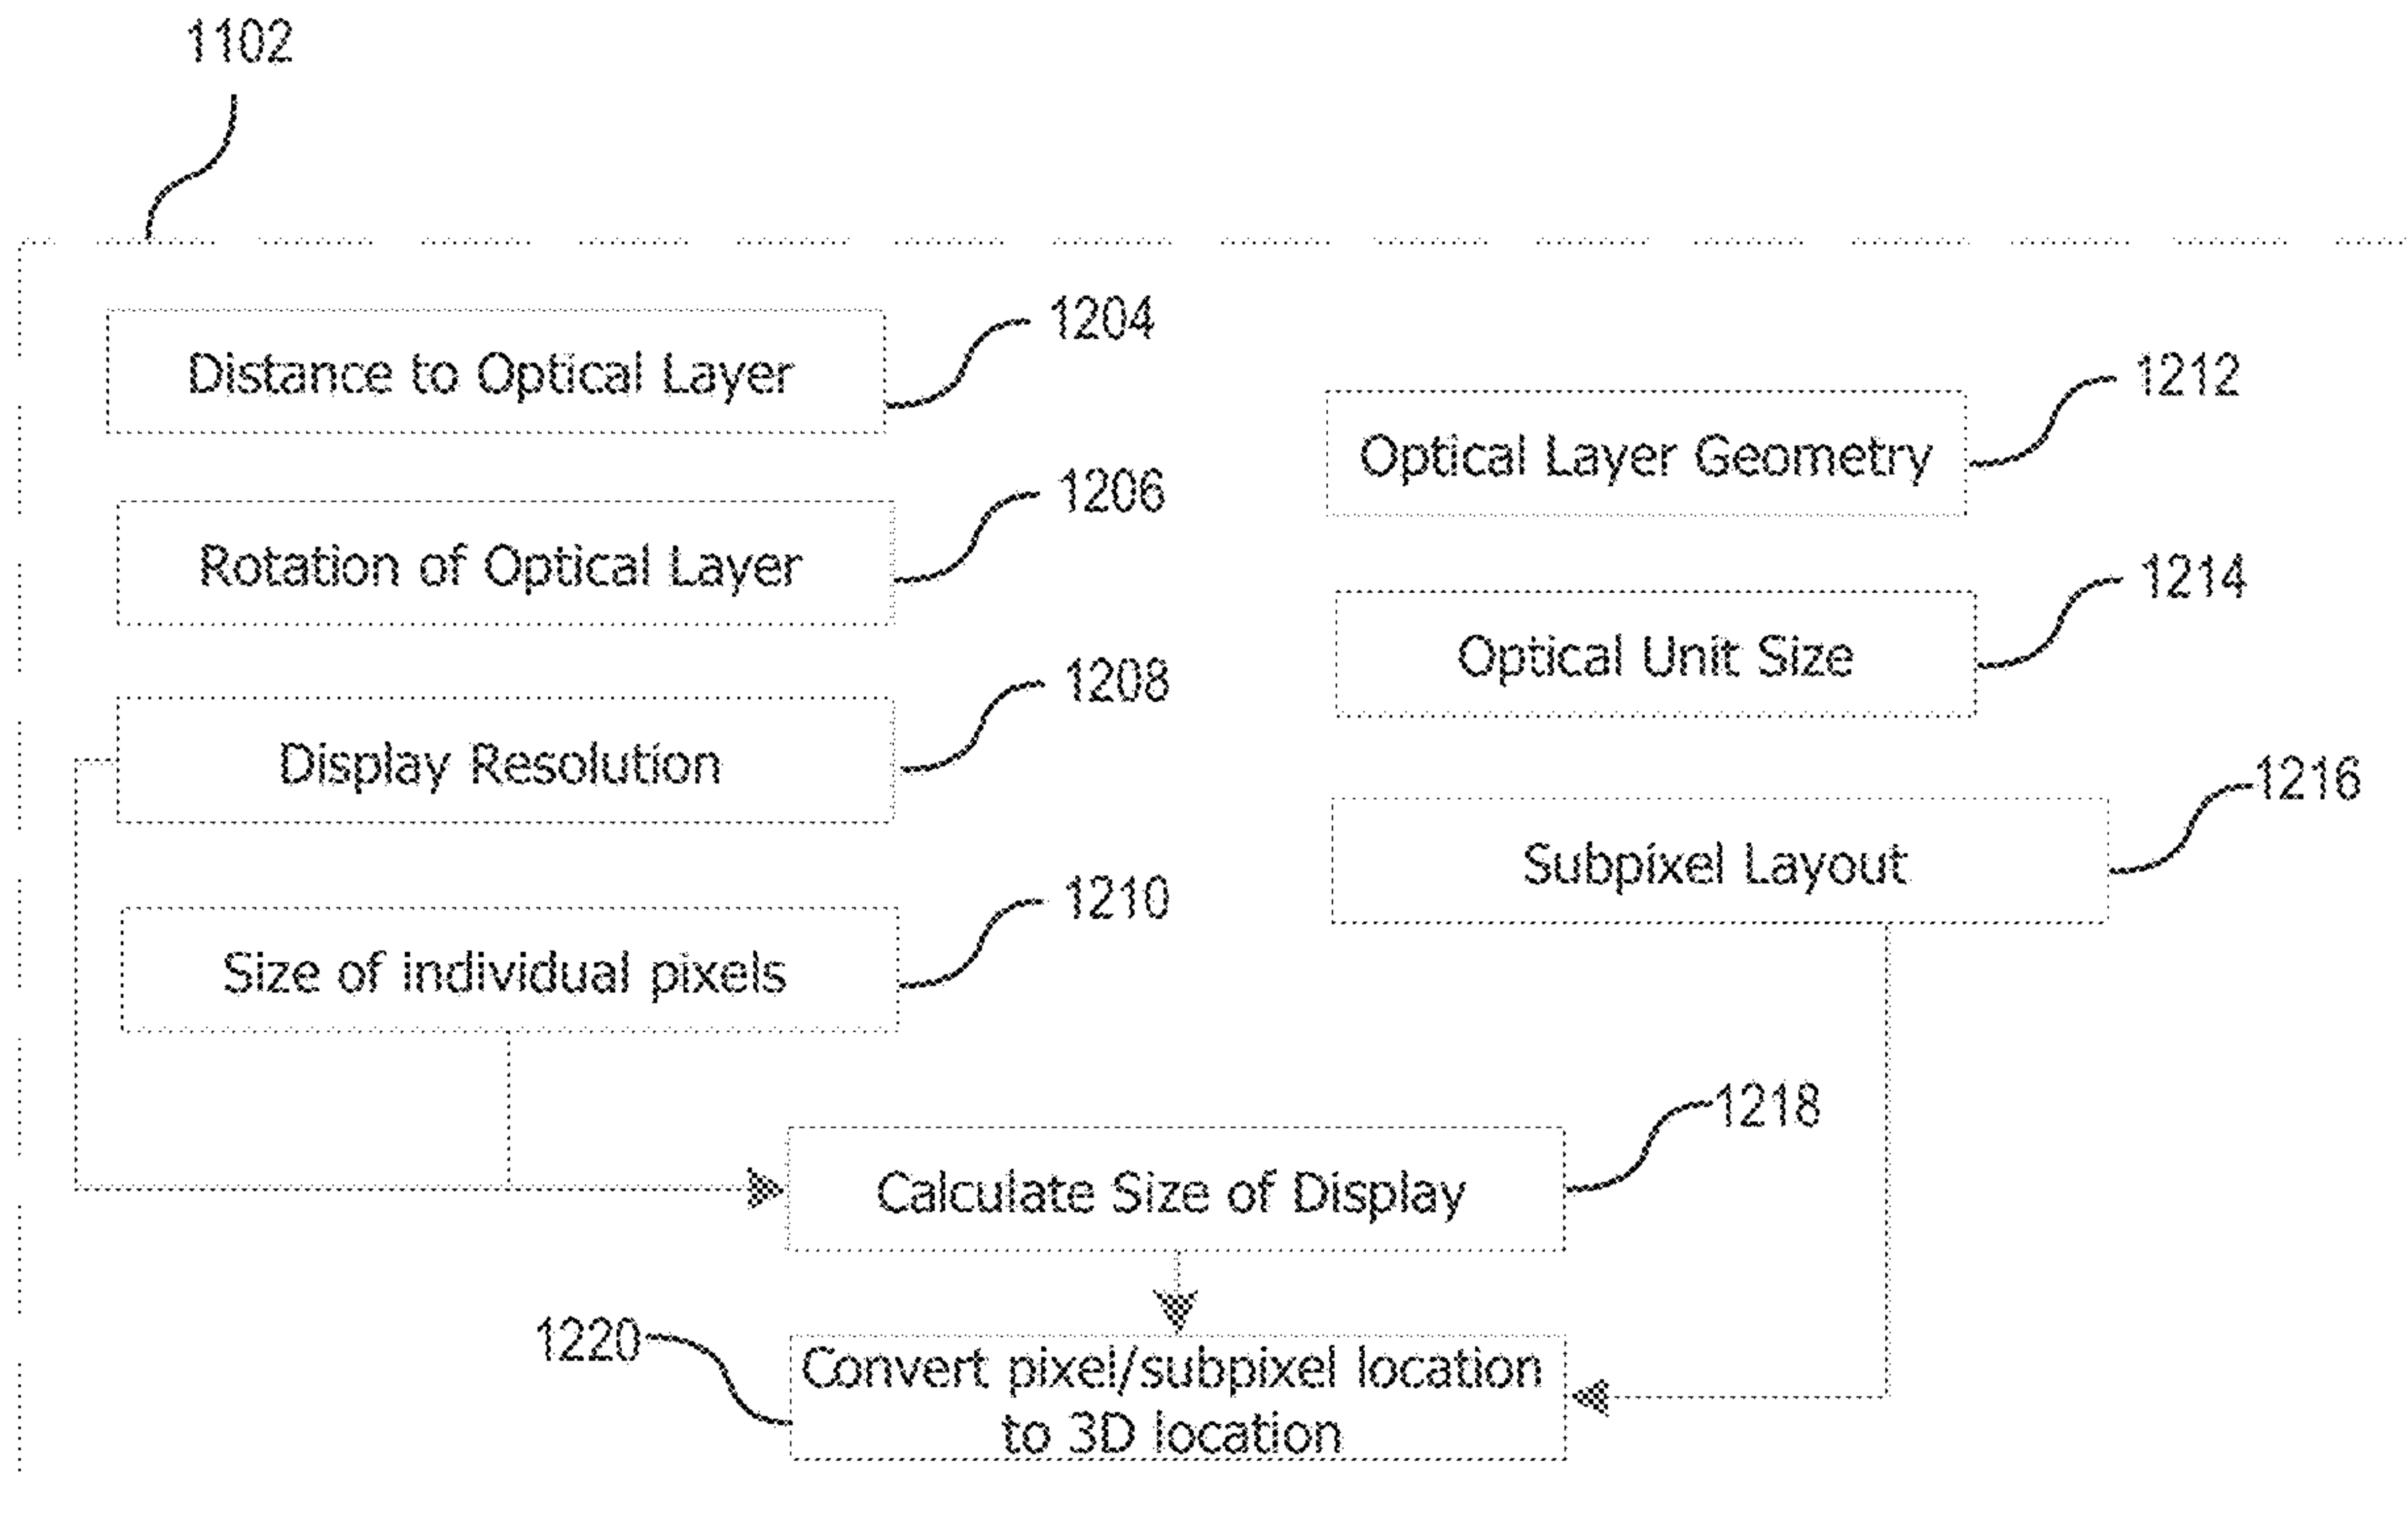 1102
Distance to Optical Layer
1204
Rotation of Optical Layer
1206
Display Resolution
1208
Size of individual pixels
1210
Optical Layer Geometry
1212
Optical Unit Size
1214
Subpixel Layout
1216
Calculate Size of Display
1218
1220
Convert pixel/subpixel location
to 3D location